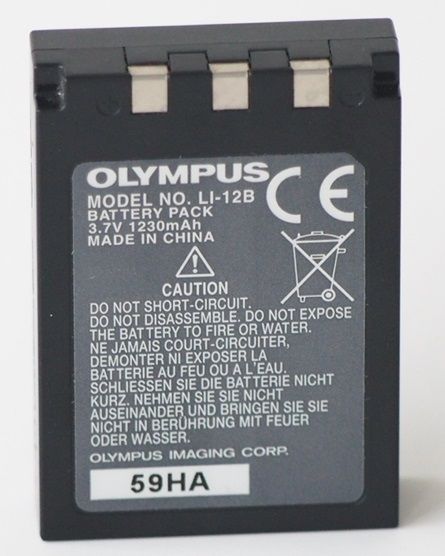 OLYMPUS
MODEL NO. LI-12B
BATTERY PACK
3.7V 1230mAh
MADE IN CHINA
CE
CAUTION
DO NOT SHORT-CIRCUIT.
DO NOT DISASSEMBLE. DO NOT EXPOSE
THE BATTERY TO FIRE OR WATER.
NE JAMAIS COURT-CIRCUITER,
DEMONTER NI EXPOSER LA
BATTERIE AU FEU OU A L'EAU.
SCHLIESSEN SIE DIE BATTERIE NICHT
KURZ. NEHMEN SIE SIE NICHT
AUSEINANDER UND BRINGEN SIE SIE
NICHT IN BERÜHRUNG MIT FEUER
ODER WASSER.
OLYMPUS IMAGING CORP.
59HA